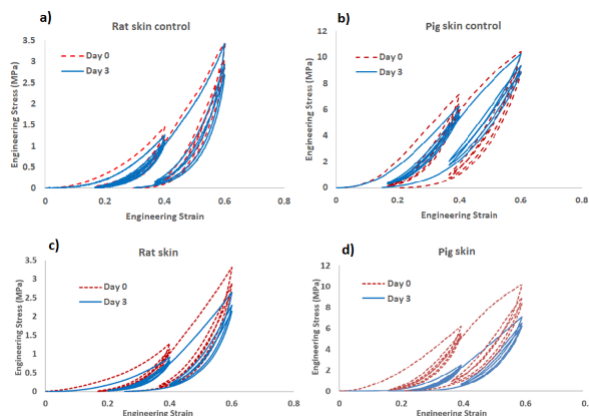 a)
Rat skin control
Engineering Stress (MPa)
3.5
3
2.5
2
1.5
1
0.5
0
Day 0
Day 3
0 0.2 0.4 0.6 0.8
Engineering Strain
b)
Pig skin control
Engineering Stress (MPa)
12
10
8
6
4
2
0
Day 0
Day 3
0 0.2 0.4 0.6 0.8
Engineering Strain
c)
Rat skin
Engineering Stress (MPa)
3.5
3
2.5
2
1.5
1
0.5
0
Day 0
Day 3
0 0.2 0.4 0.6 0.8
Engineering Strain
d)
Pig skin
Engineering Stress (MPa)
12
10
8
6
4
2
0
Day 0
Day 3
0 0.2 0.4 0.6 0.8
Engineering Strain